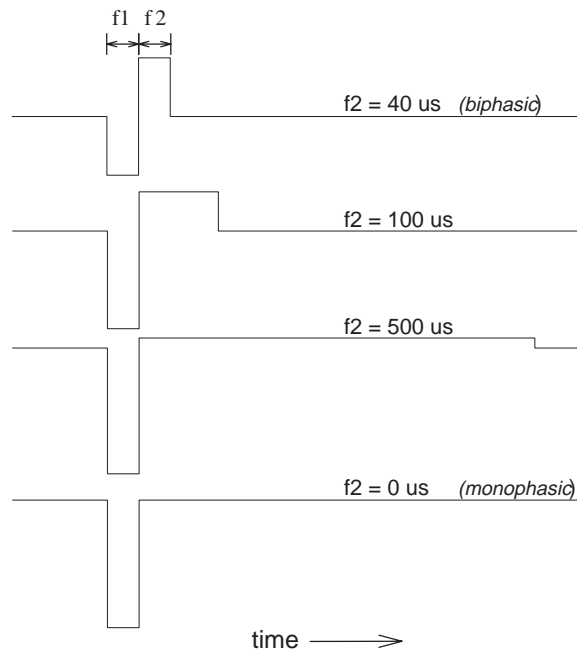 f1 f2
f2 = 40 us (biphasic)
f2 = 100 us
f2 = 500 us
f2 = 0 us (monophasic)
time